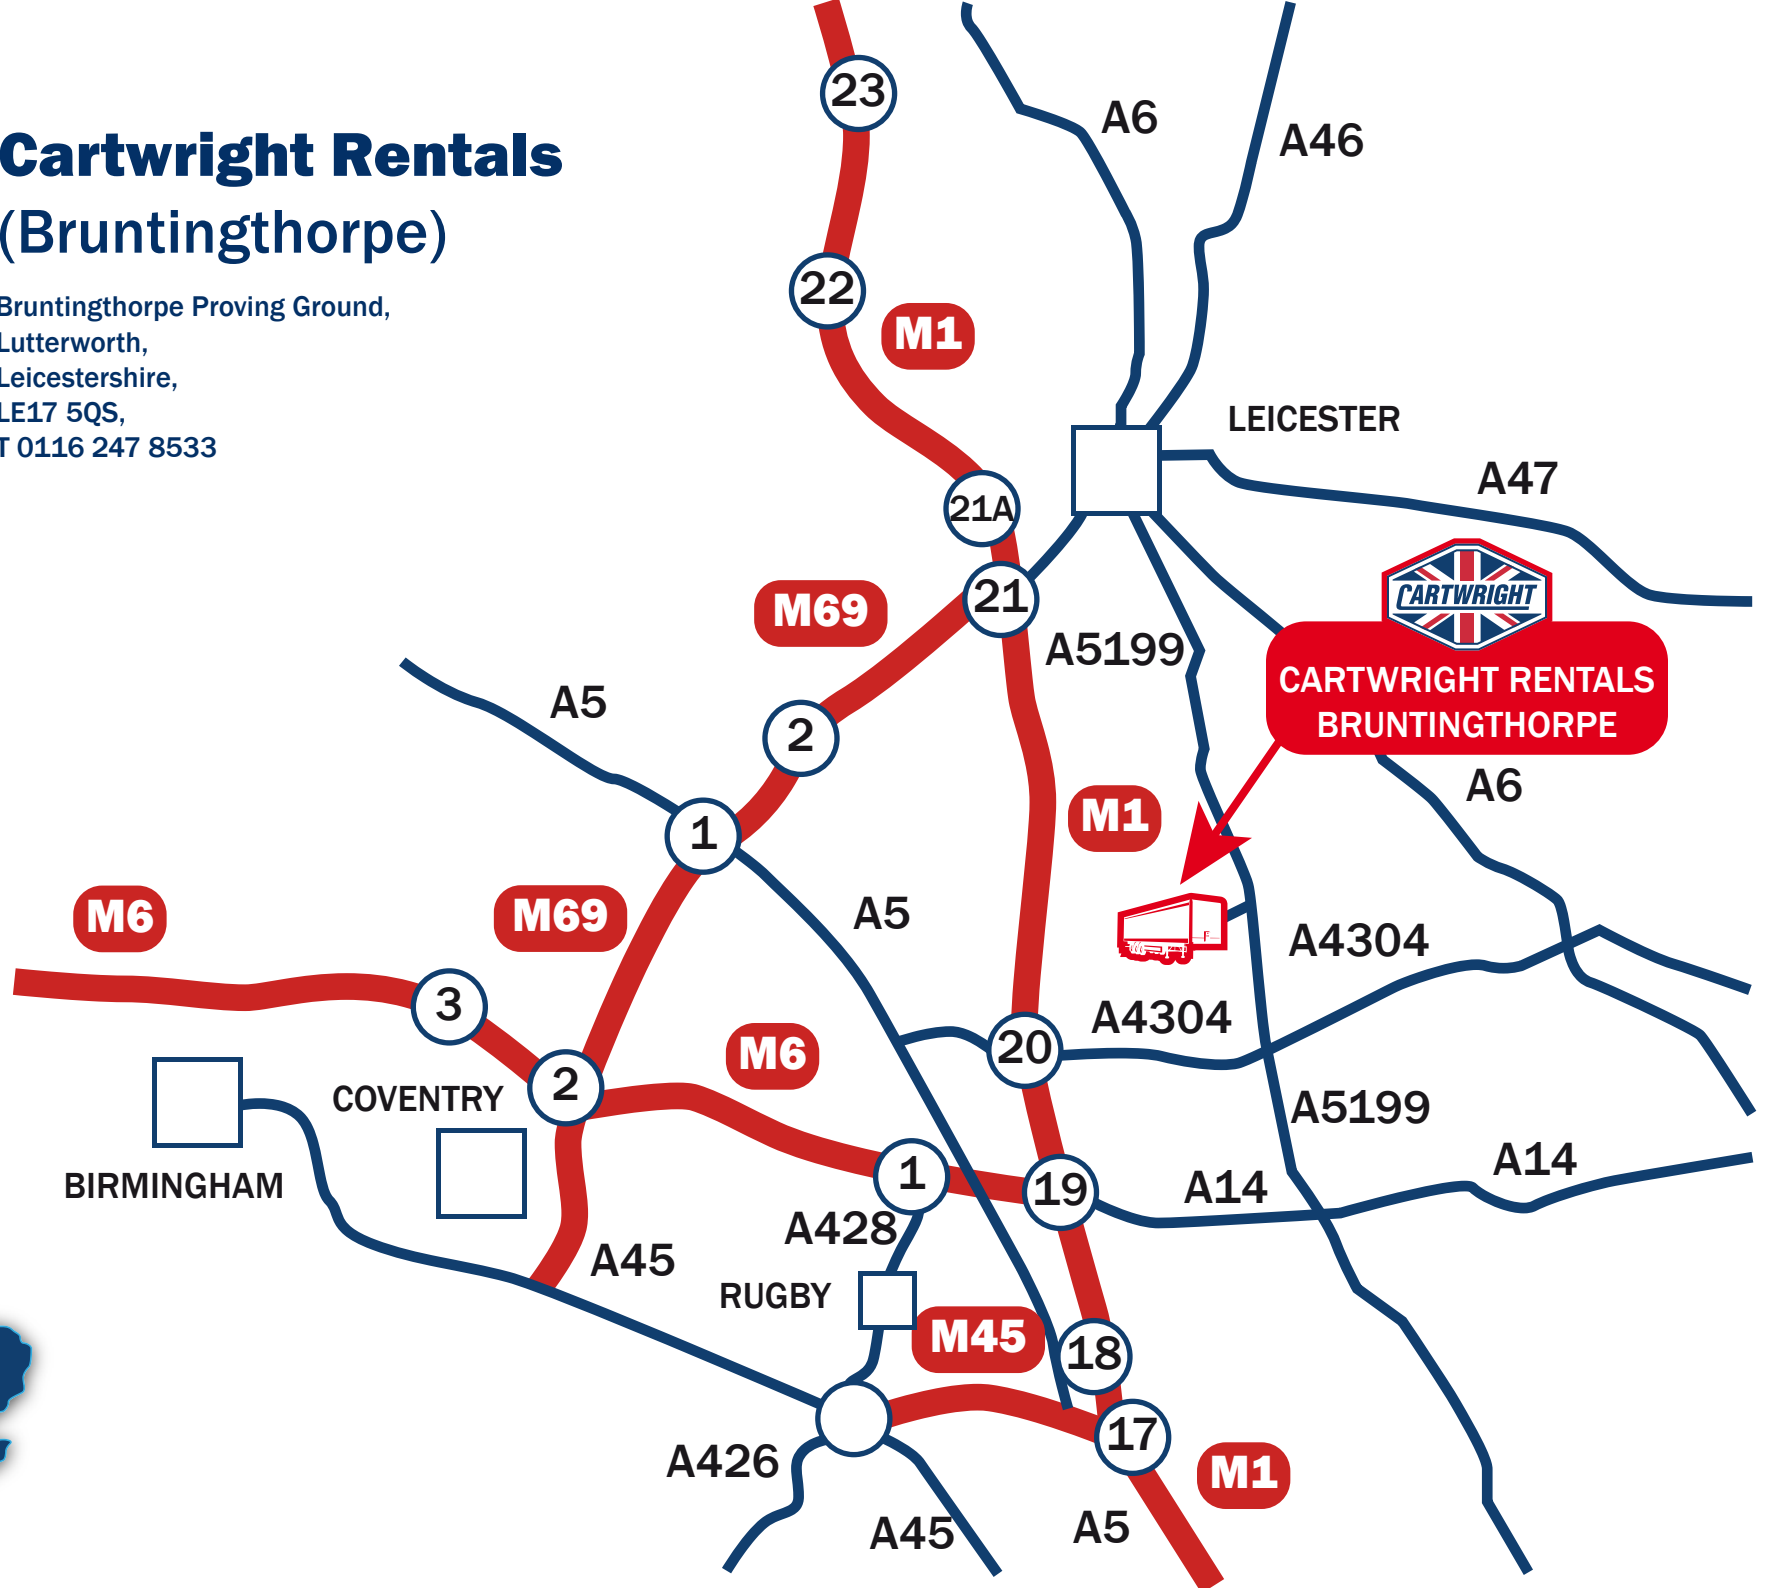 Cartwright Rentals
(Bruntingthorpe)
Bruntingthorpe Proving Ground,
Lutterworth,
Leicestershire,
LE17 5QS,
T 0116 247 8533
23
A6
A46
22
M1
LEICESTER
A47
21A
21
M69
A5199
CARTWRIGHT
CARTWRIGHT RENTALS
BRUNTINGTHORPE
A5
2
A6
M1
1
M6
M69
A5
A4304
3
A4304
20
M6
COVENTRY
2
A5199
BIRMINGHAM
1
19
A14
A14
A428
A45
RUGBY
M45
18
17
A426
M1
A45
A5